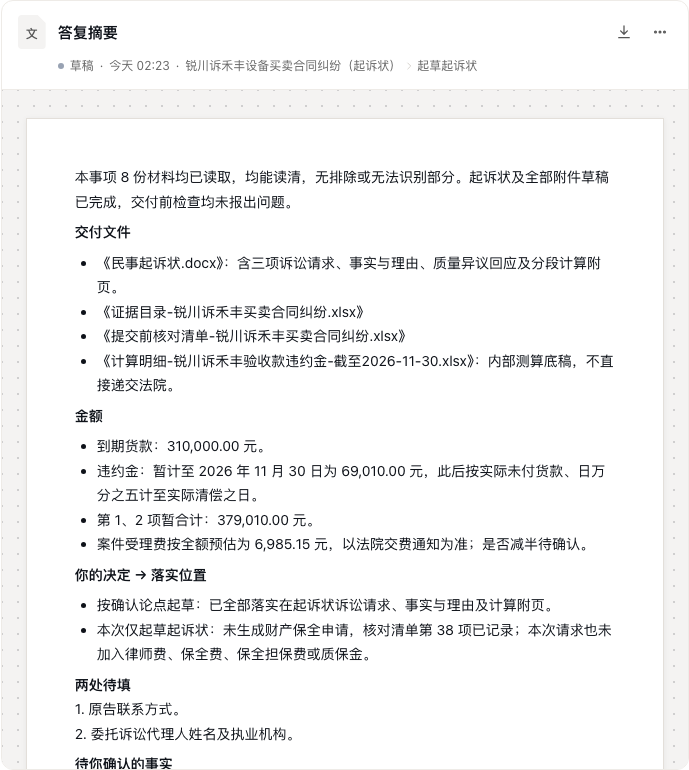 文
答复摘要
草稿 · 今天 02:23 · 锐川诉禾丰设备买卖合同纠纷（起诉状） › 起草起诉状
本事项 8 份材料均已读取，均能读清，无排除或无法识别部分。起诉状及全部附件草稿
已完成，交付前检查均未报出问题。
交付文件
• 《民事起诉状.docx》：含三项诉讼请求、事实与理由、质量异议回应及分段计算附
页。
• 《证据目录-锐川诉禾丰买卖合同纠纷.xlsx》
• 《提交前核对清单-锐川诉禾丰买卖合同纠纷.xlsx》
• 《计算明细-锐川诉禾丰验收款违约金-截至2026-11-30.xlsx》：内部测算底稿，不直
接递交法院。
金额
• 到期货款：310,000.00 元。
• 违约金：暂计至 2026 年 11 月 30 日为 69,010.00 元，此后按实际未付货款、日万
分之五计至实际清偿之日。
• 第 1、2 项暂合计：379,010.00 元。
• 案件受理费按全额预估为 6,985.15 元，以法院交费通知为准；是否减半待确认。
你的决定 → 落实位置
• 按确认论点起草：已全部落实在起诉状诉讼请求、事实与理由及计算附页。
• 本次仅起草起诉状：未生成财产保全申请，核对清单第 38 项已记录；本次请求也未
加入律师费、保全费、保全担保费或质保金。
两处待填
1. 原告联系方式。
2. 委托诉讼代理人姓名及执业机构。
待你确认的事实